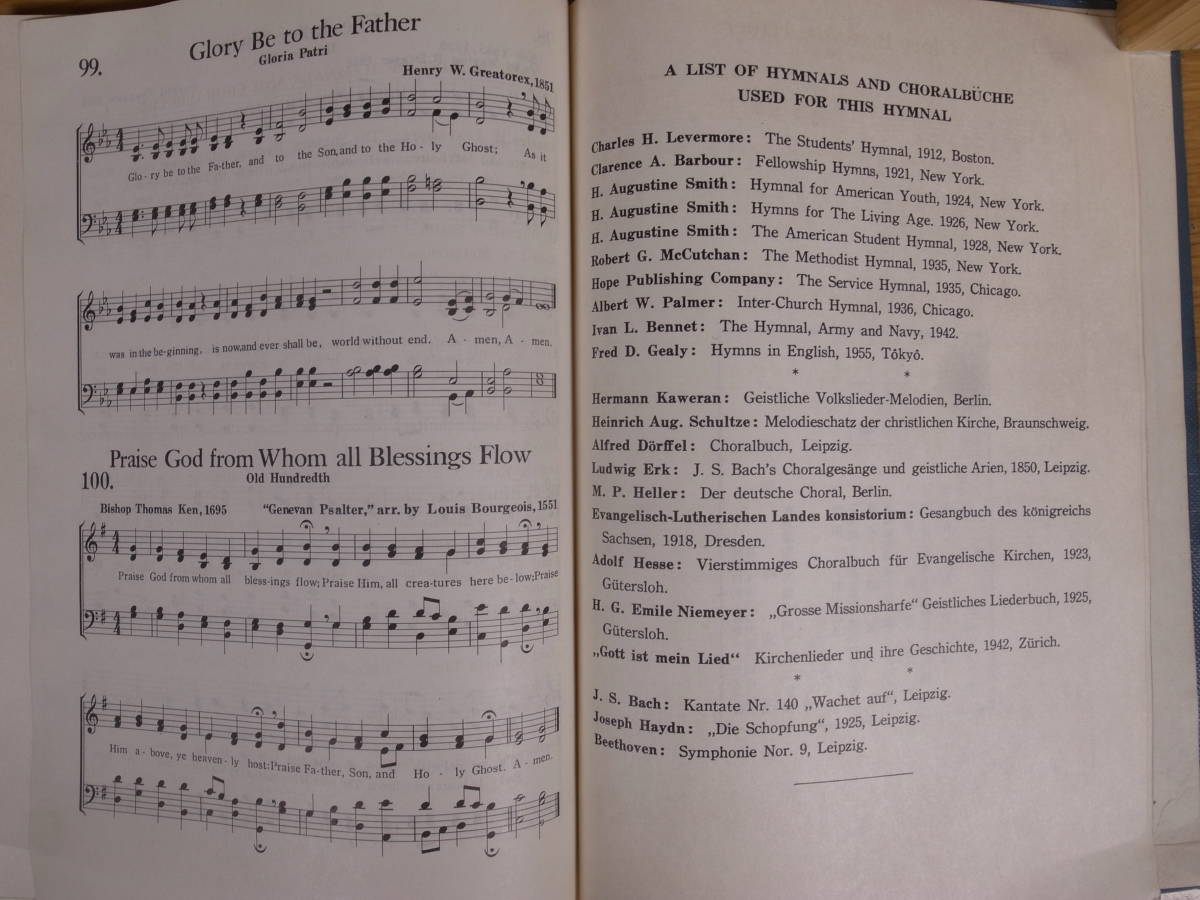 99.
Glory Be to the Father
Gloria Patri
Henry W. Greatorex, 1851
Glo - ry be to the Fa-ther, and to the Son, and to the Ho - ly Ghost; As it
was in the be-ginning, is now, and ever shall be, world without end. A - men, A - men.
Praise God from Whom all Blessings Flow
100.
Old Hundredth
Bishop Thomas Ken, 1695
"Genevan Psalter," arr. by Louis Bourgeois, 1551
Praise God from whom all bless-ings flow; Praise Him, all crea-tures here be-low; Praise
Him a - bove, ye heaven - ly host: Praise Fa-ther, Son, and Ho - ly Ghost. A - men.
A LIST OF HYMNALS AND CHORALBÜCHE
USED FOR THIS HYMNAL
Charles H. Levermore: The Students' Hymnal, 1912, Boston.
Clarence A. Barbour: Fellowship Hymns, 1921, New York.
H. Augustine Smith: Hymnal for American Youth, 1924, New York.
H. Augustine Smith: Hymns for The Living Age. 1926, New York.
H. Augustine Smith: The American Student Hymnal, 1928, New York.
Robert G. McCutchan: The Methodist Hymnal, 1935, New York.
Hope Publishing Company: The Service Hymnal, 1935, Chicago.
Albert W. Palmer: Inter-Church Hymnal, 1936, Chicago.
Ivan L. Bennet: The Hymnal, Army and Navy, 1942.
Fred D. Gealy: Hymns in English, 1955, Tôkyô.
* *
Hermann Kaweran: Geistliche Volkslieder-Melodien, Berlin.
Heinrich Aug. Schultze: Melodieschatz der christlichen Kirche, Braunschweig.
Alfred Dörffel: Choralbuch, Leipzig.
Ludwig Erk: J. S. Bach's Choralgesänge und geistliche Arien, 1850, Leipzig.
M. P. Heller: Der deutsche Choral, Berlin.
Evangelisch-Lutherischen Landes konsistorium: Gesangbuch des königreichs
Sachsen, 1918, Dresden.
Adolf Hesse: Vierstimmiges Choralbuch für Evangelische Kirchen, 1923,
Gütersloh.
H. G. Emile Niemeyer: „Grosse Missionsharfe" Geistliches Liederbuch, 1925,
Gütersloh.
„Gott ist mein Lied" Kirchenlieder und ihre Geschichte, 1942, Zürich.
* *
J. S. Bach: Kantate Nr. 140 „Wachet auf", Leipzig.
Joseph Haydn: „Die Schopfung", 1925, Leipzig.
Beethoven: Symphonie Nor. 9, Leipzig.